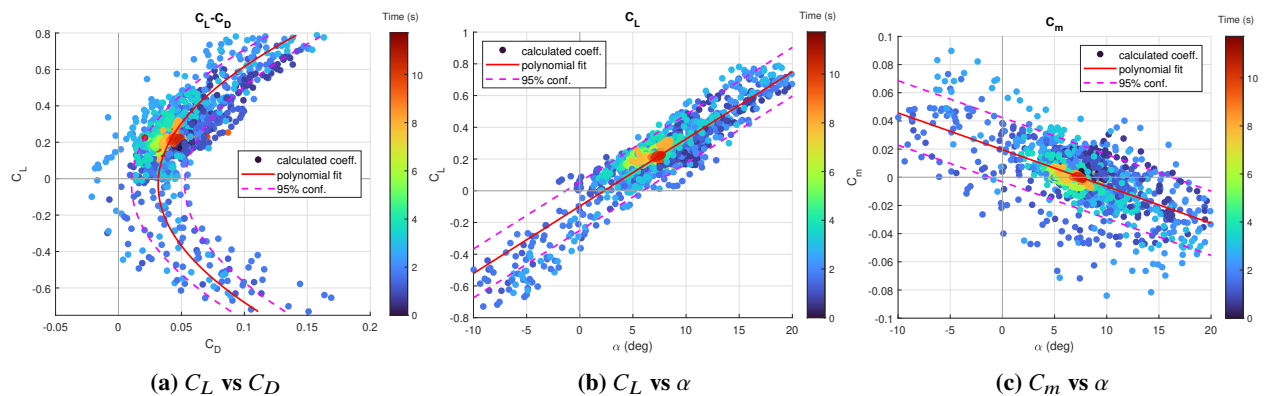 C_L-C_D
Time (s)
0.8
0.6
0.4
0.2
0
-0.2
-0.4
-0.6
C_L
-0.05
0
0.05
0.1
0.15
0.2
C_D
calculated coeff.
polynomial fit
95% conf.
10
8
6
4
2
0
(a) C_L vs C_D
C_L
Time (s)
1
0.8
0.6
0.4
0.2
0
-0.2
-0.4
-0.6
-0.8
C_L
-10
-5
0
5
10
15
20
α (deg)
calculated coeff.
polynomial fit
95% conf.
10
8
6
4
2
0
(b) C_L vs α
C_m
Time (s)
0.1
0.08
0.06
0.04
0.02
0
-0.02
-0.04
-0.06
-0.08
-0.1
C_m
-10
-5
0
5
10
15
20
α (deg)
calculated coeff.
polynomial fit
95% conf.
10
8
6
4
2
0
(c) C_m vs α